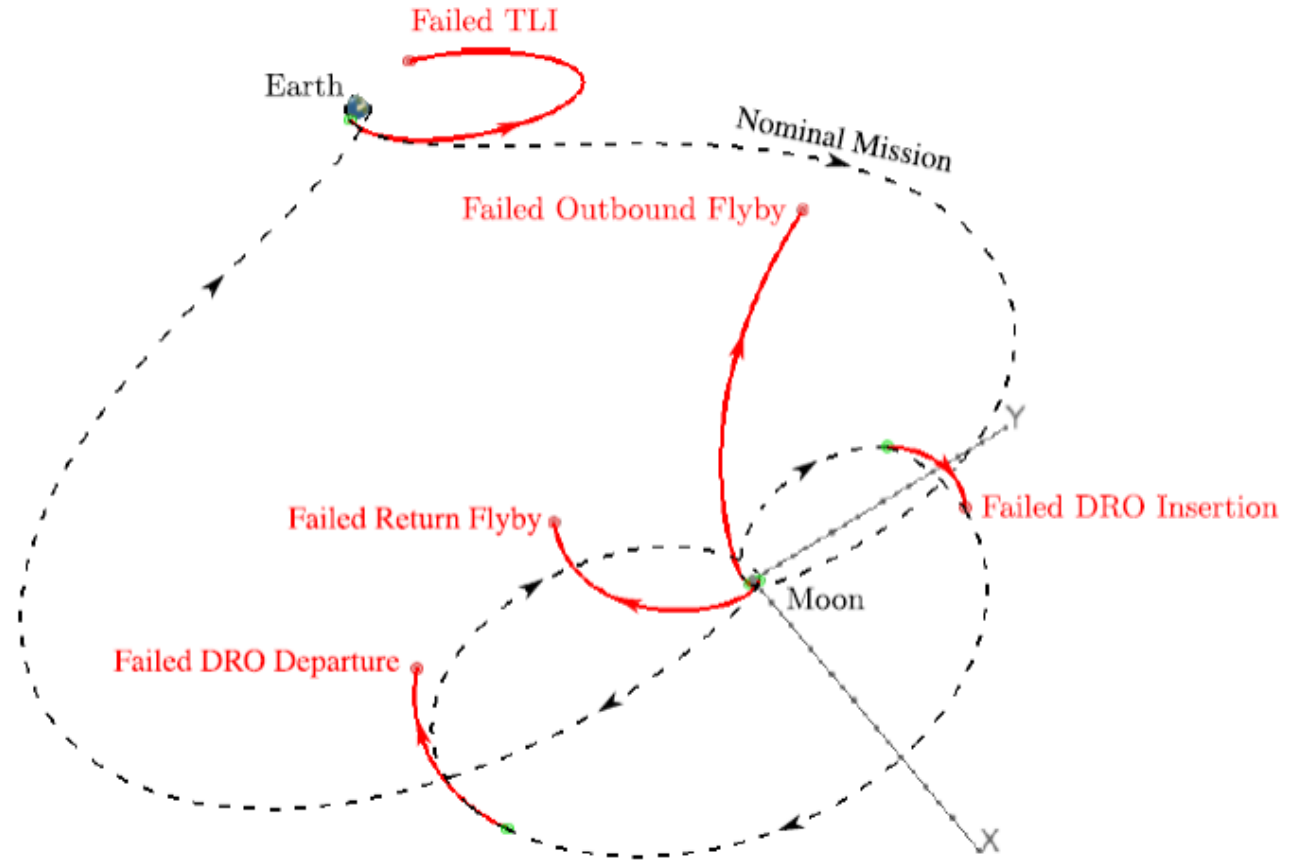 Failed TLI
Earth
Nominal Mission
Failed Outbound Flyby
Y
Failed Return Flyby
Failed DRO Insertion
Moon
Failed DRO Departure
X